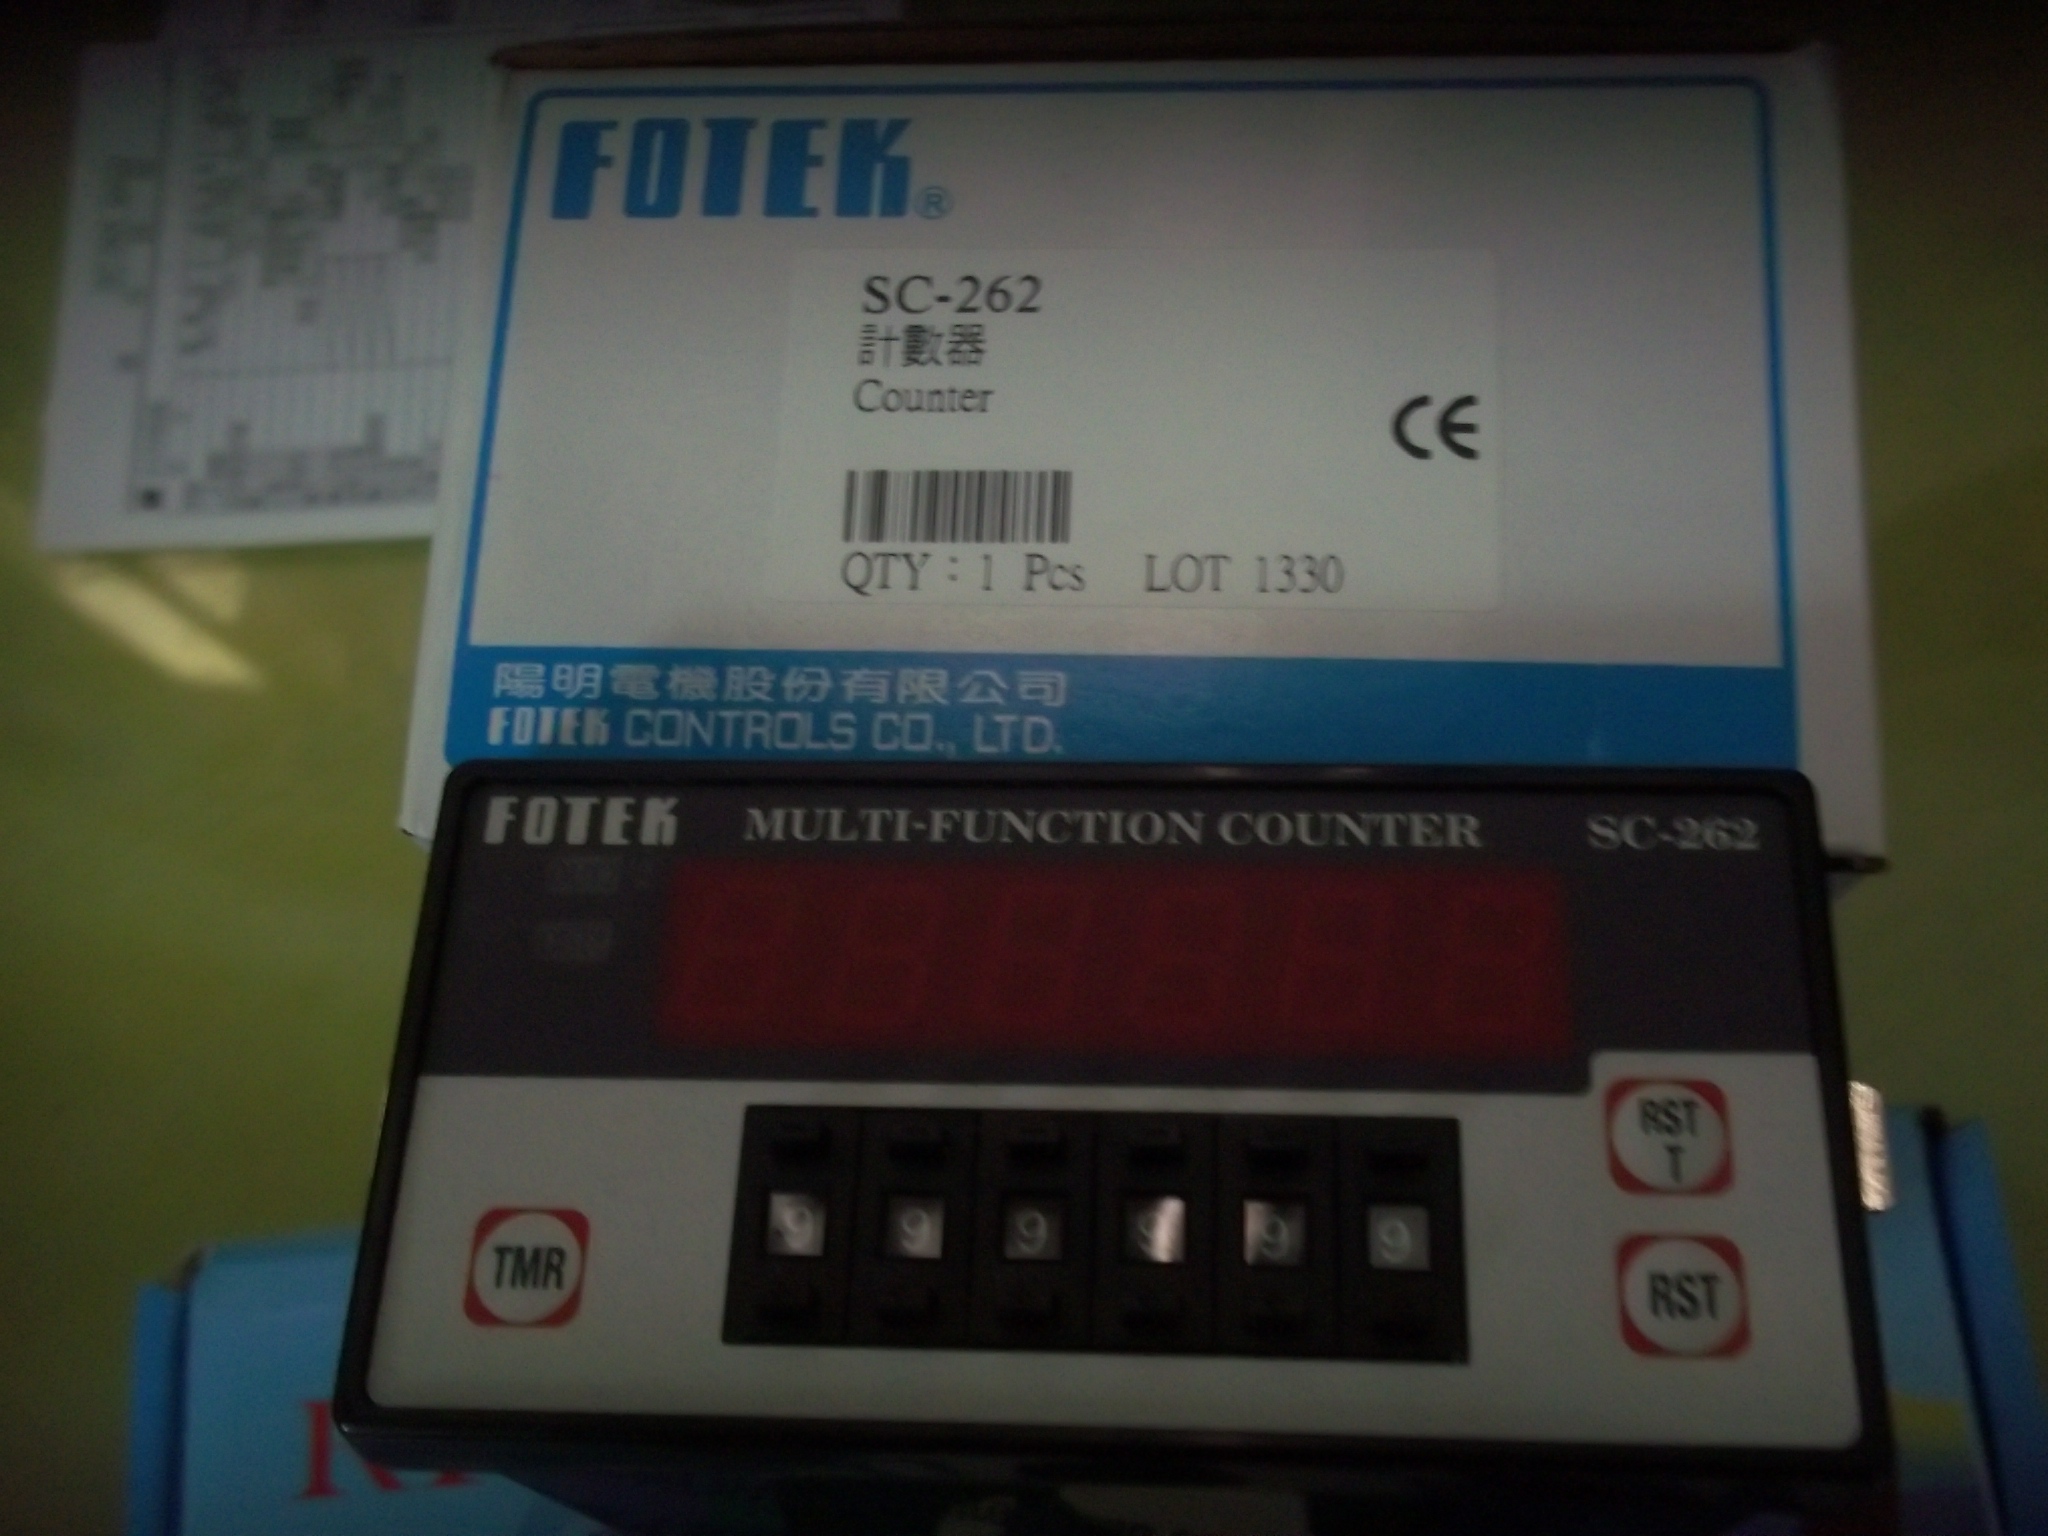 FOTEK®
SC-262
計數器
Counter
CE
QTY：1 Pcs LOT 1330
陽明電機股份有限公司
FOTEK CONTROLS CO., LTD.
FOTEK MULTI-FUNCTION COUNTER SC-262
RST
T
9 9 9 9 9 9
TMR
RST